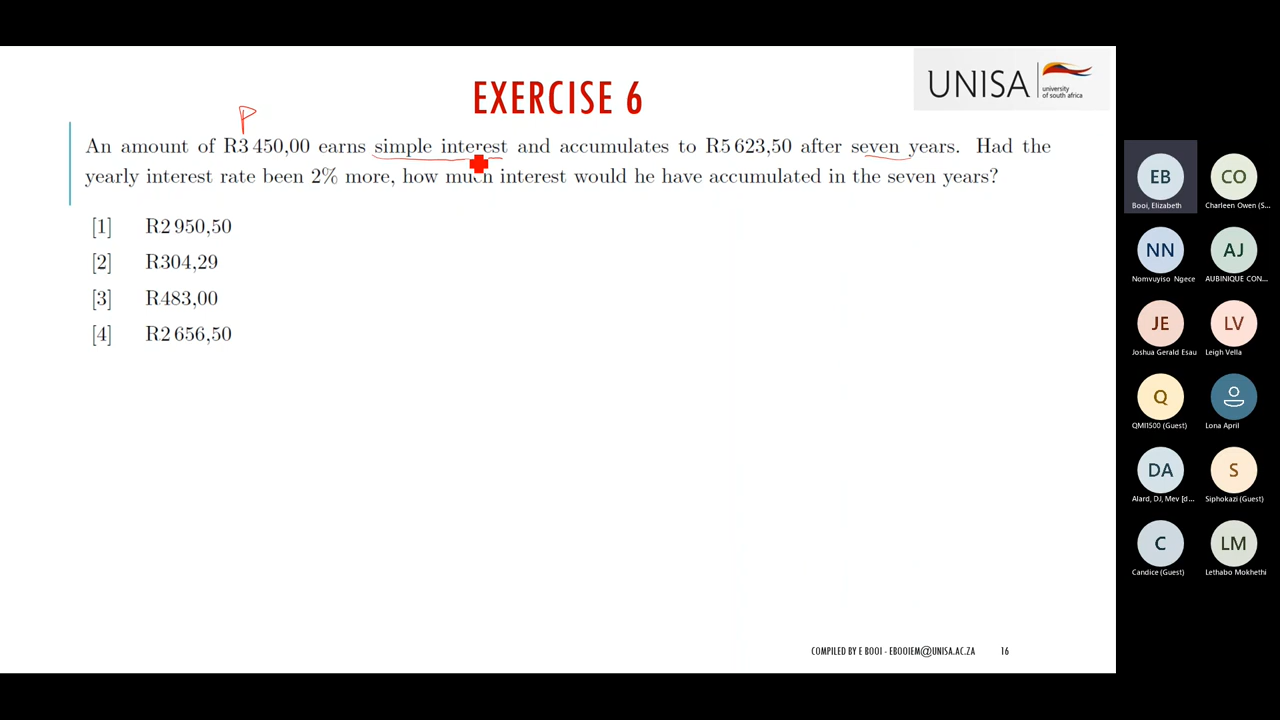 UNISA
university
of south africa
EXERCISE 6
P
An amount of R3 450,00 earns simple interest and accumulates to R5 623,50 after seven years. Had the
yearly interest rate been 2% more, how much interest would he have accumulated in the seven years?
[1] R2 950,50
[2] R304,29
[3] R483,00
[4] R2 656,50
COMPILED BY E BOOI - EBOOIEM@UNISA.AC.ZA 16
EB CO
Booi, Elizabeth Charleen Owen (S...
NN AJ
Nomvuyiso Ngece AUBINIQUE CON...
JE LV
Joshua Gerald Esau Leigh Vella
Q
QMI1500 (Guest) Lona April
DA S
Alard, DJ, Mev [d... Siphokazi (Guest)
C LM
Candice (Guest) Lethabo Mokhethi